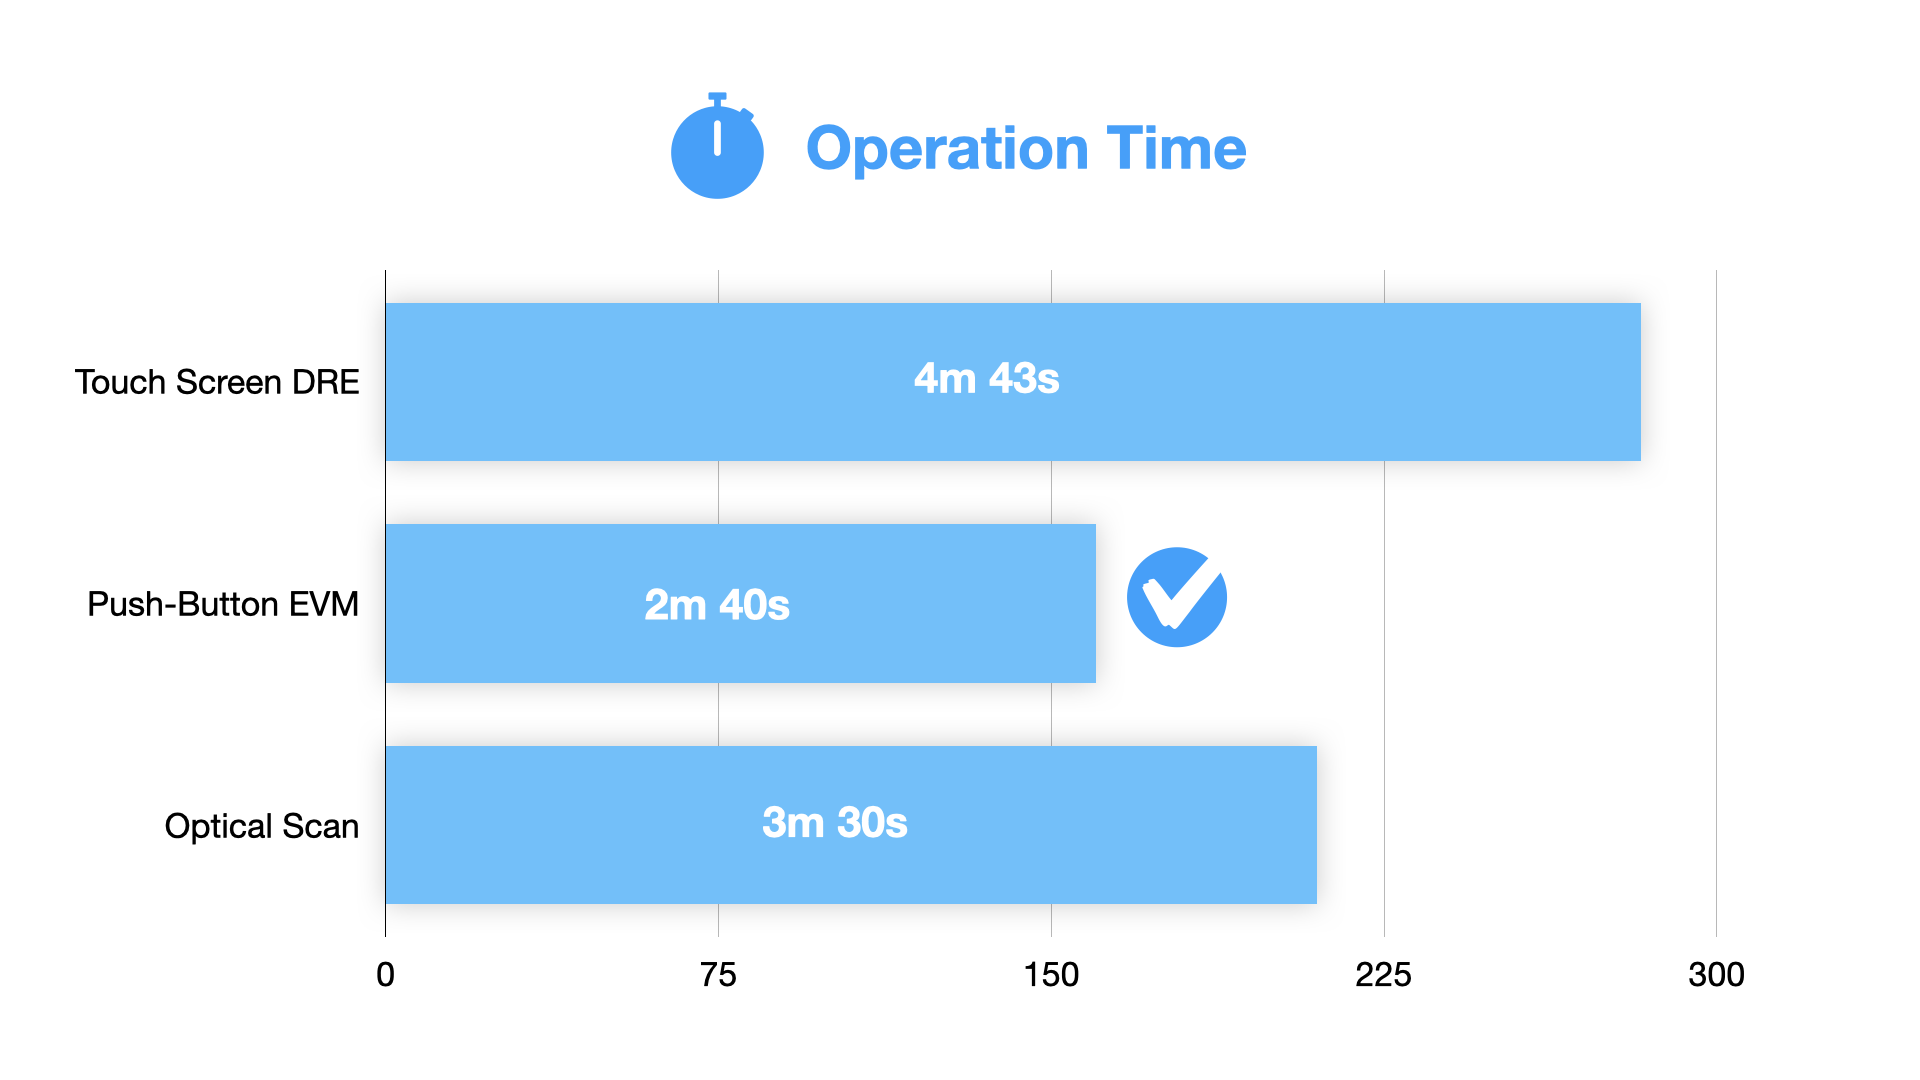 Operation Time
Touch Screen DRE
4m 43s
Push-Button EVM
2m 40s
Optical Scan
3m 30s
0 75 150 225 300